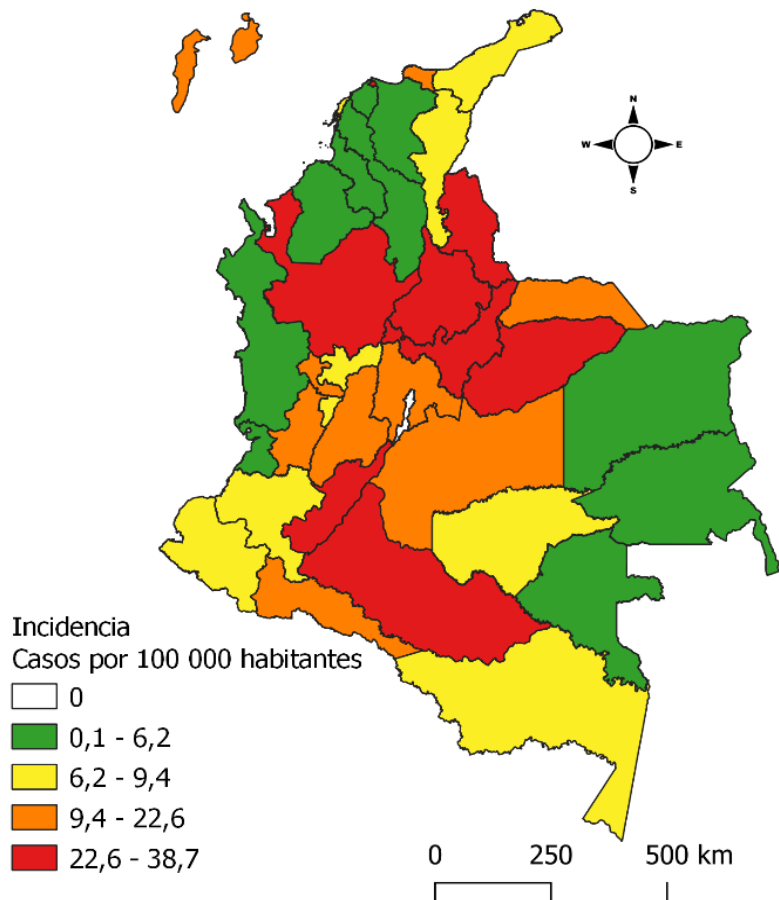 N
W E
S
Incidencia
Casos por 100 000 habitantes
0
0,1 - 6,2
6,2 - 9,4
9,4 - 22,6
22,6 - 38,7
0 250 500 km